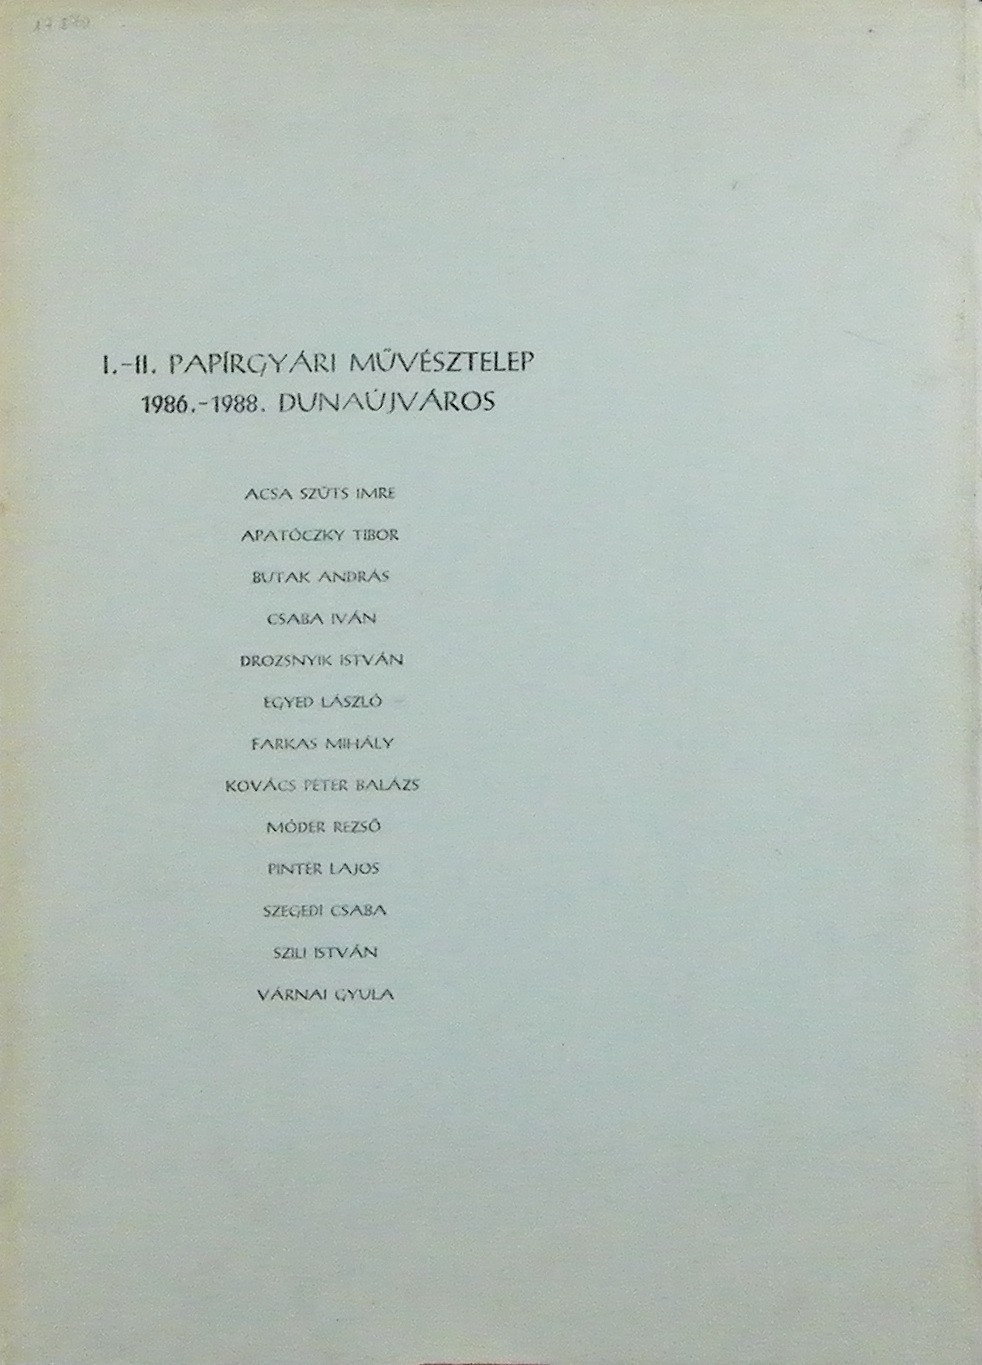 I.-II. PAPÍRGYÁRI MŰVÉSZTELEP
1986.-1988. DUNAÚJVÁROS
ACSA SZŰTS IMRE
APATÓCZKY TIBOR
BUTAK ANDRÁS
CSABA IVÁN
DROZSNYIK ISTVÁN
EGYED LÁSZLÓ
FARKAS MIHÁLY
KOVÁCS PÉTER BALÁZS
MÓDER REZSŐ
PINTÉR LAJOS
SZEGEDI CSABA
SZILI ISTVÁN
VÁRNAI GYULA